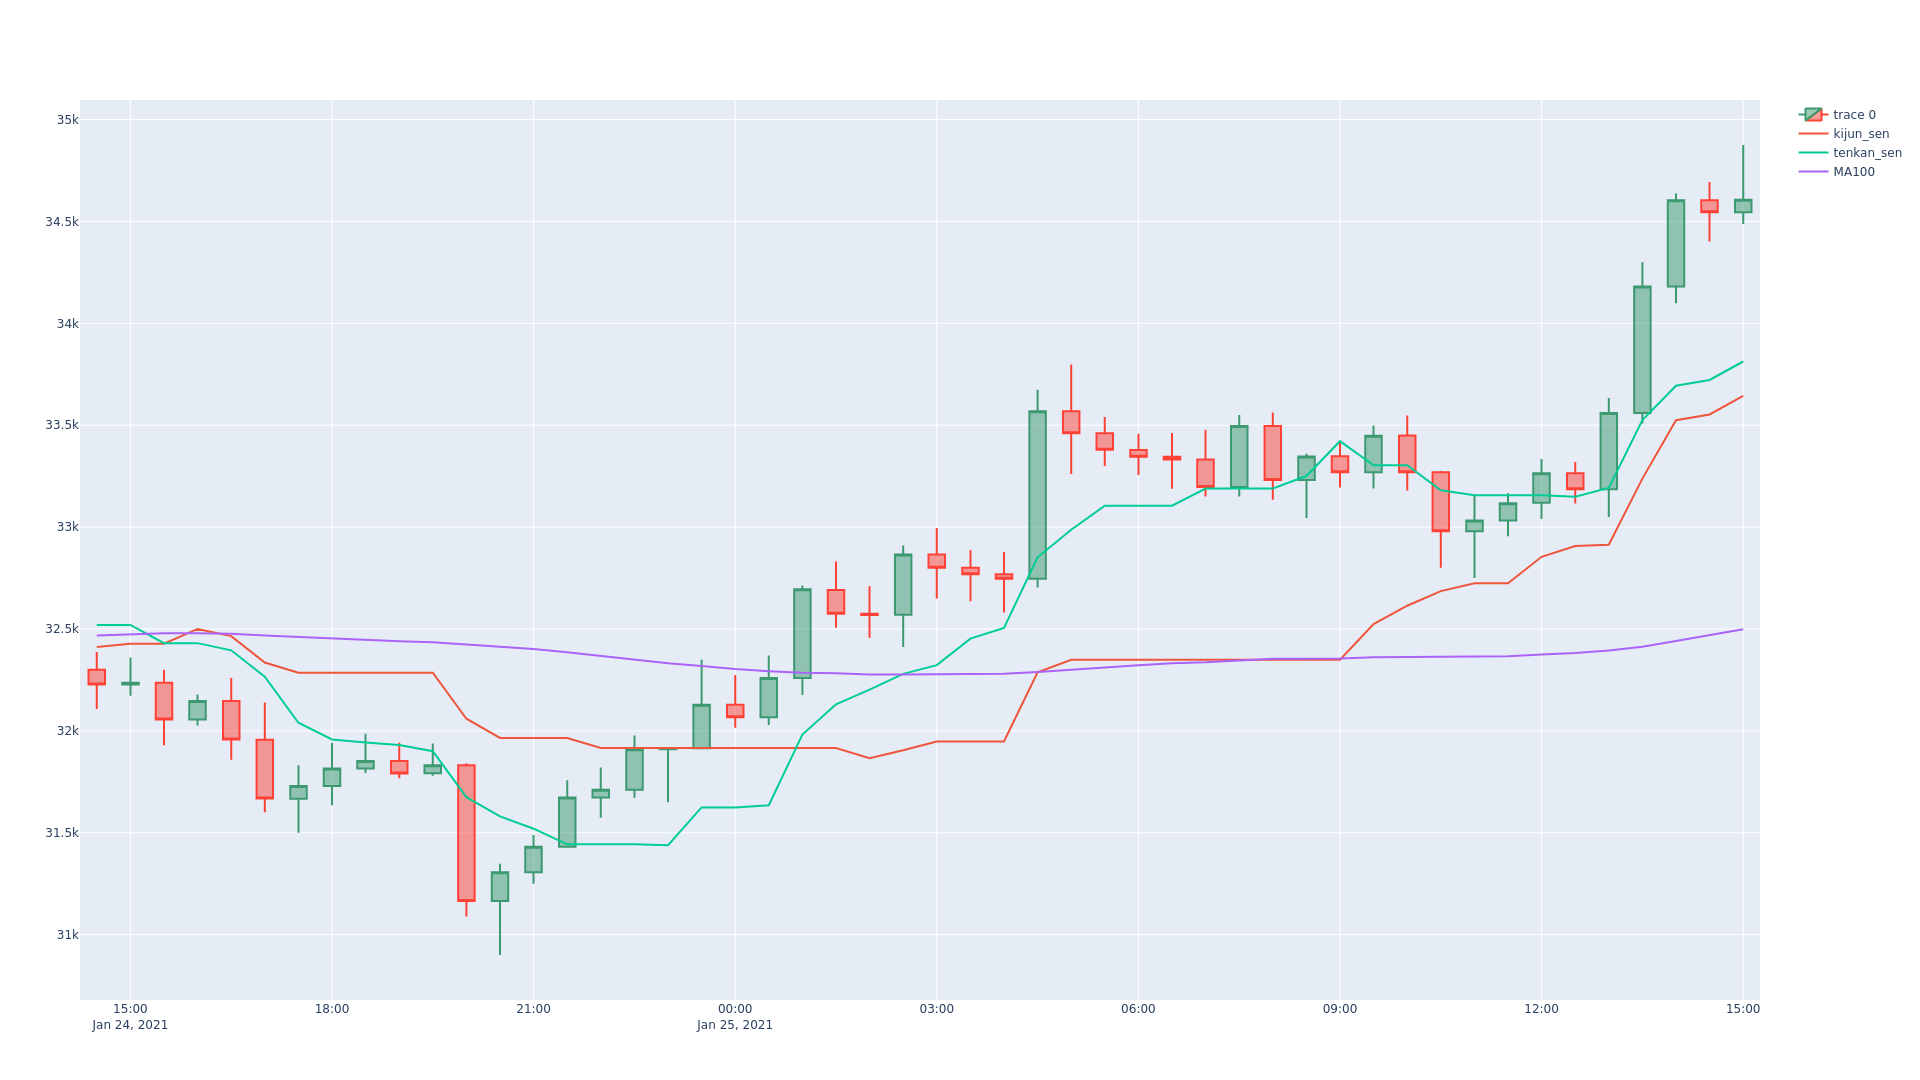 35k
34.5k
34k
33.5k
33k
32.5k
32k
31.5k
31k
15:00
Jan 24, 2021
18:00
21:00
00:00
Jan 25, 2021
03:00
06:00
09:00
12:00
15:00
trace 0
kijun_sen
tenkan_sen
MA100